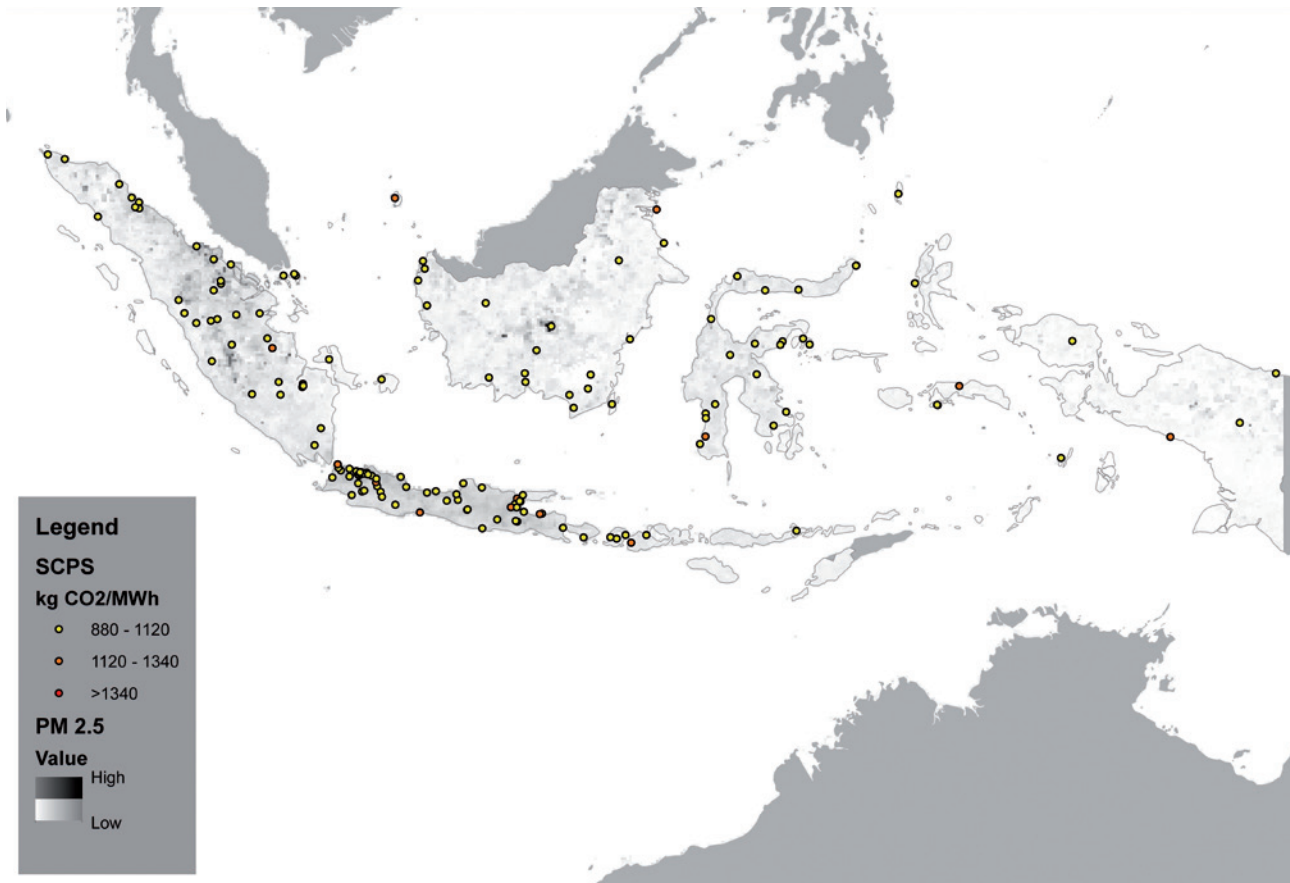 Legend
SCPS
kg CO2/MWh
880 - 1120
1120 - 1340
>1340
PM 2.5
Value
High
Low